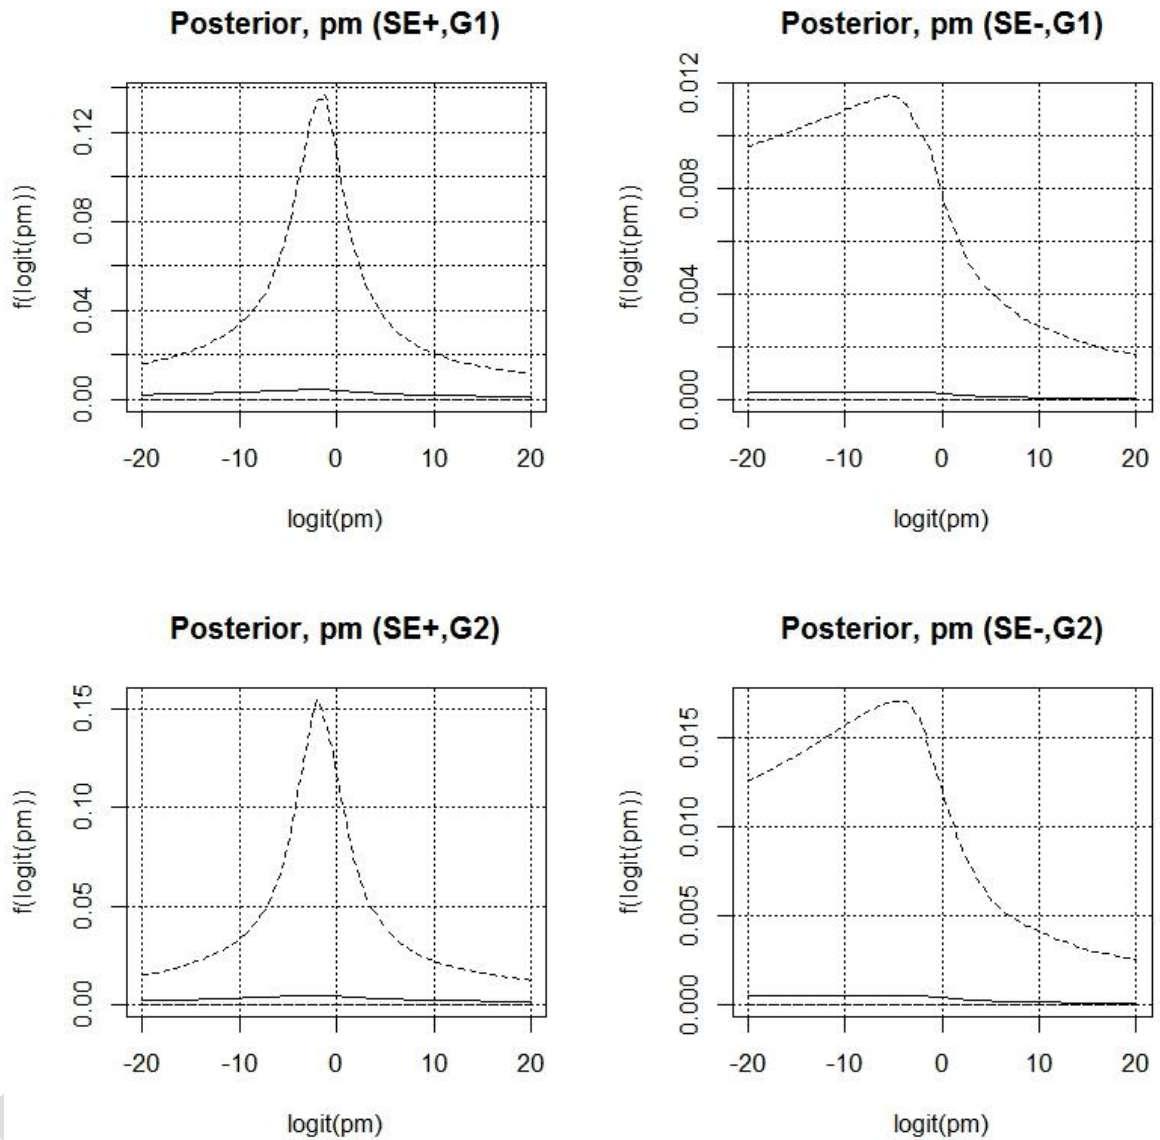 Posterior, pm (SE+,G1)
f(logit(pm))
0.00 0.04 0.08 0.12
-20 -10 0 10 20
logit(pm)
Posterior, pm (SE-,G1)
f(logit(pm))
0.000 0.004 0.008 0.012
-20 -10 0 10 20
logit(pm)
Posterior, pm (SE+,G2)
f(logit(pm))
0.00 0.05 0.10 0.15
-20 -10 0 10 20
logit(pm)
Posterior, pm (SE-,G2)
f(logit(pm))
0.000 0.005 0.010 0.015
-20 -10 0 10 20
logit(pm)